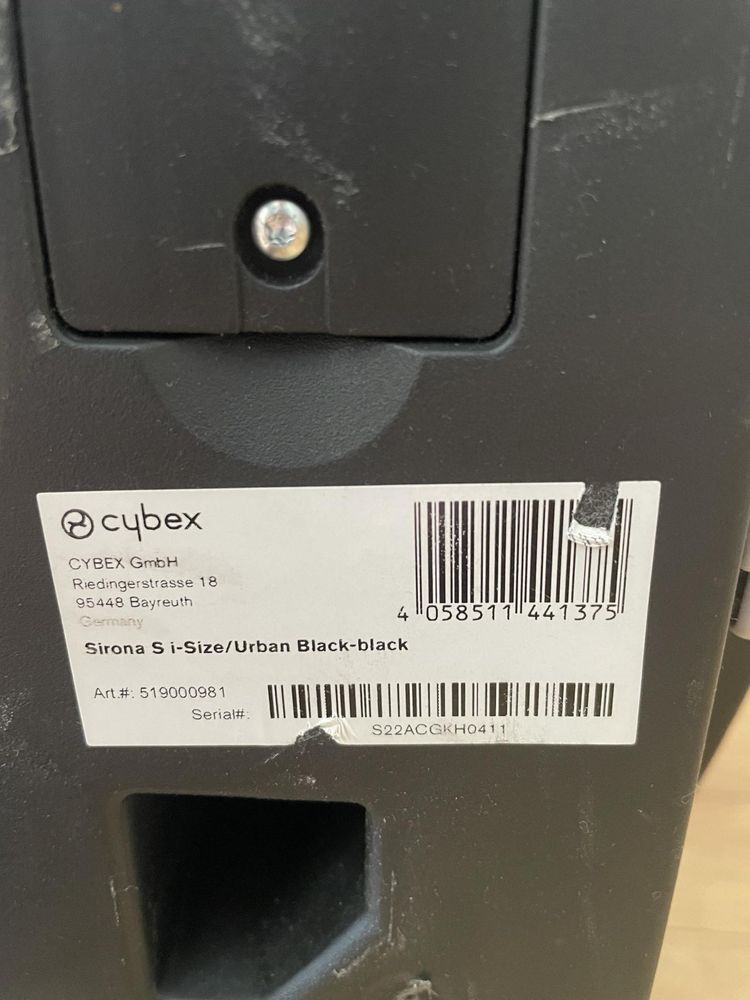 cybex
CYBEX GmbH
Riedingerstrasse 18
95448 Bayreuth
Germany
4 058511 441375
Sirona S i-Size/Urban Black-black
Art.#: 519000981
Serial#:
S22ACGKH0411